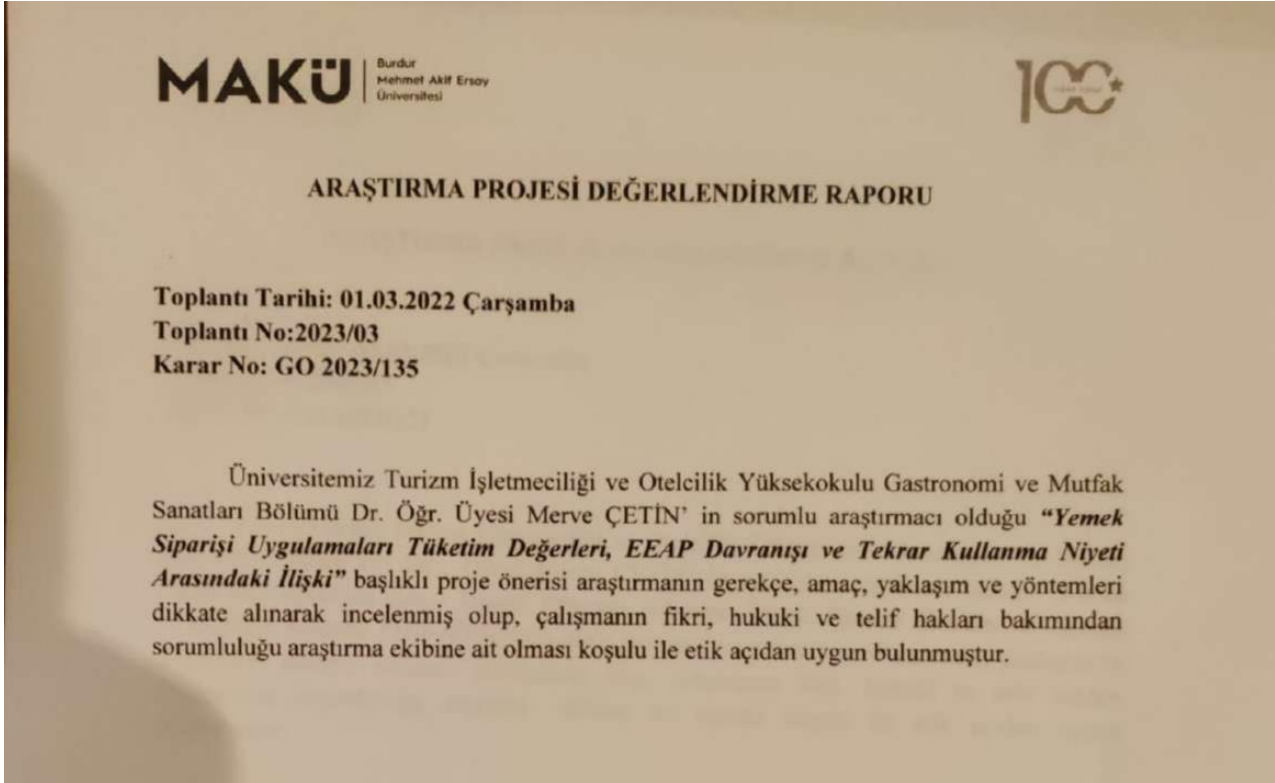 MAKÜ
Burdur
Mehmet Akif Ersoy
Üniversitesi
100
ARAŞTIRMA PROJESİ DEĞERLENDİRME RAPORU
Toplantı Tarihi: 01.03.2022 Çarşamba
Toplantı No:2023/03
Karar No: GO 2023/135
Üniversitemiz Turizm İşletmeciliği ve Otelcilik Yüksekokulu Gastronomi ve Mutfak
Sanatları Bölümü Dr. Öğr. Üyesi Merve ÇETİN’ in sorumlu araştırmacı olduğu “Yemek
Siparişi Uygulamaları Tüketim Değerleri, EEAP Davranışı ve Tekrar Kullanma Niyeti
Arasındaki İlişki” başlıklı proje önerisi araştırmanın gerekçe, amaç, yaklaşım ve yöntemleri
dikkate alınarak incelenmiş olup, çalışmanın fikri, hukuki ve telif hakları bakımından
sorumluluğu araştırma ekibine ait olması koşulu ile etik açıdan uygun bulunmuştur.